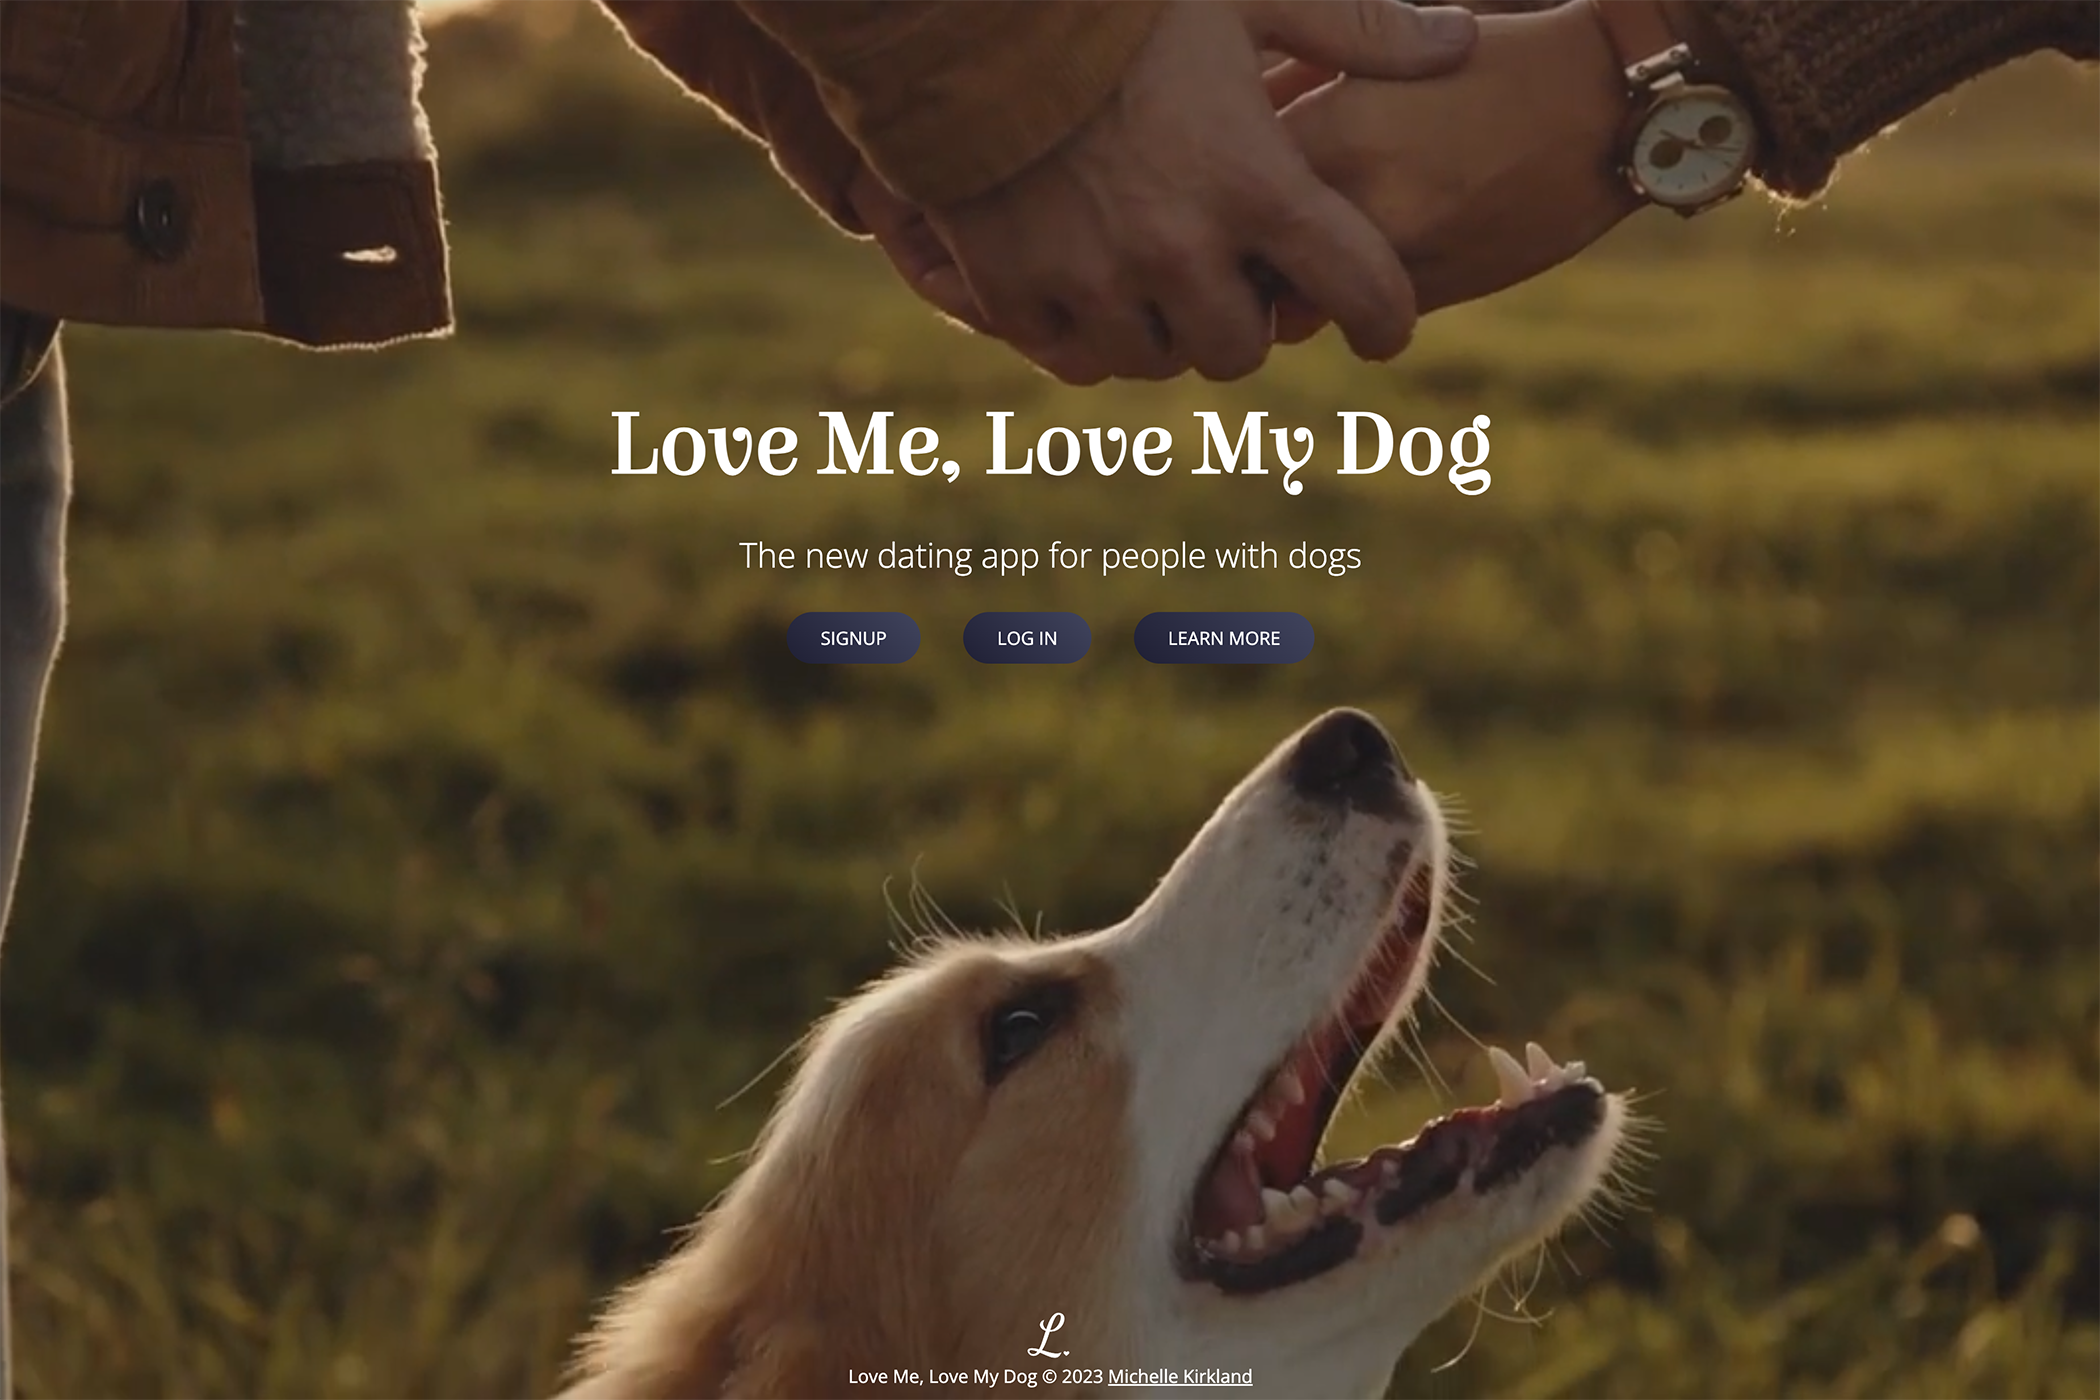 Love Me, Love My Dog
The new dating app for people with dogs
SIGNUP LOG IN LEARN MORE
L.
Love Me, Love My Dog © 2023 Michelle Kirkland